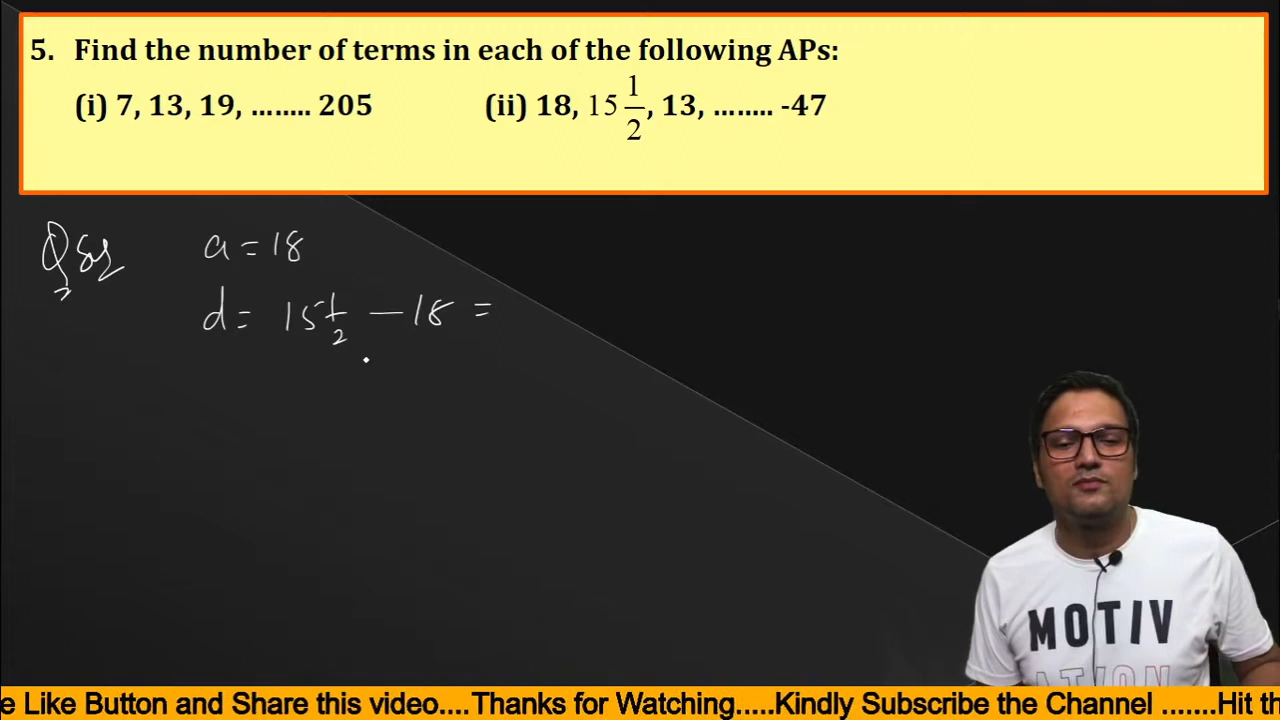 5. Find the number of terms in each of the following APs:
(i) 7, 13, 19, ........ 205 (ii) 18, 15 1/2, 13, ........ -47
a = 18
d = 15 1/2 — 18 =
MOTIV
ATION
e Like Button and Share this video....Thanks for Watching.....Kindly Subscribe the Channel .......Hit th